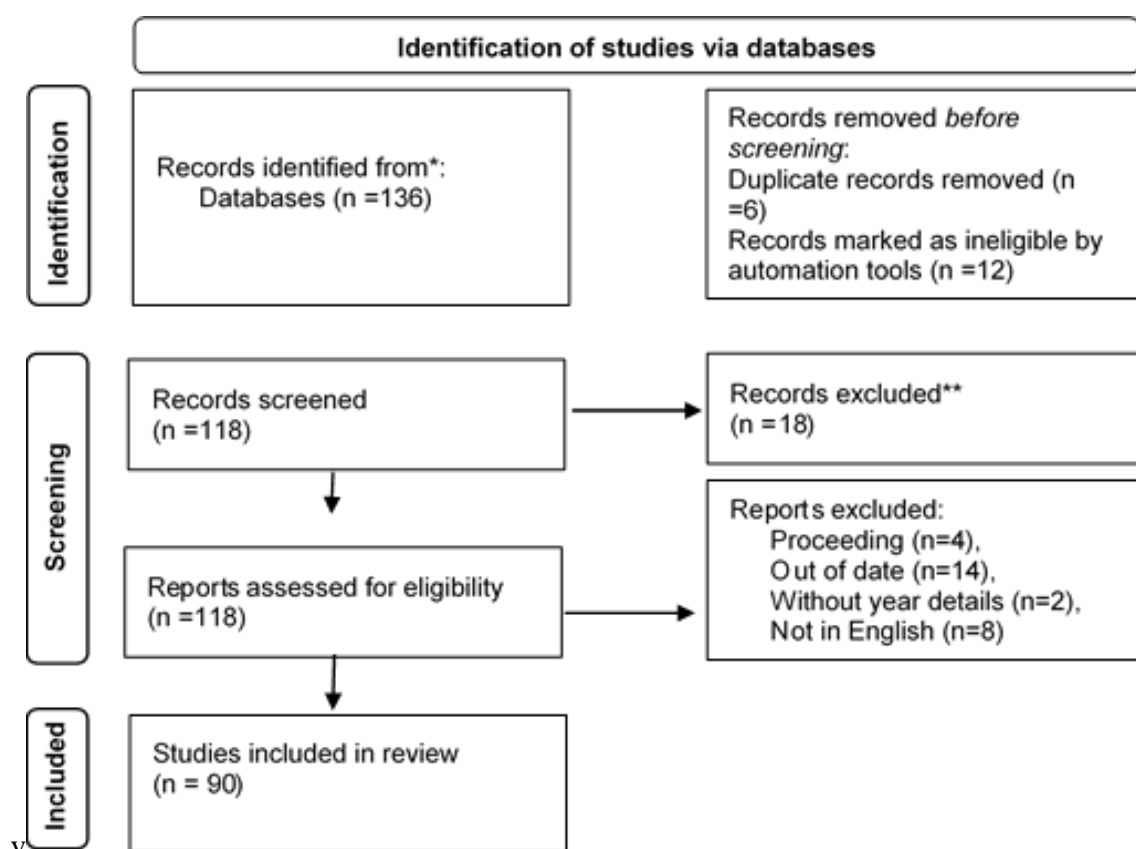 Identification of studies via databases
Identification
Records identified from*:
Databases (n =136)
Records removed before
screening:
Duplicate records removed (n
=6)
Records marked as ineligible by
automation tools (n =12)
Screening
Records screened
(n =118)
Records excluded**
(n =18)
Reports assessed for eligibility
(n =118)
Reports excluded:
Proceeding (n=4),
Out of date (n=14),
Without year details (n=2),
Not in English (n=8)
Included
Studies included in review
(n = 90)
y